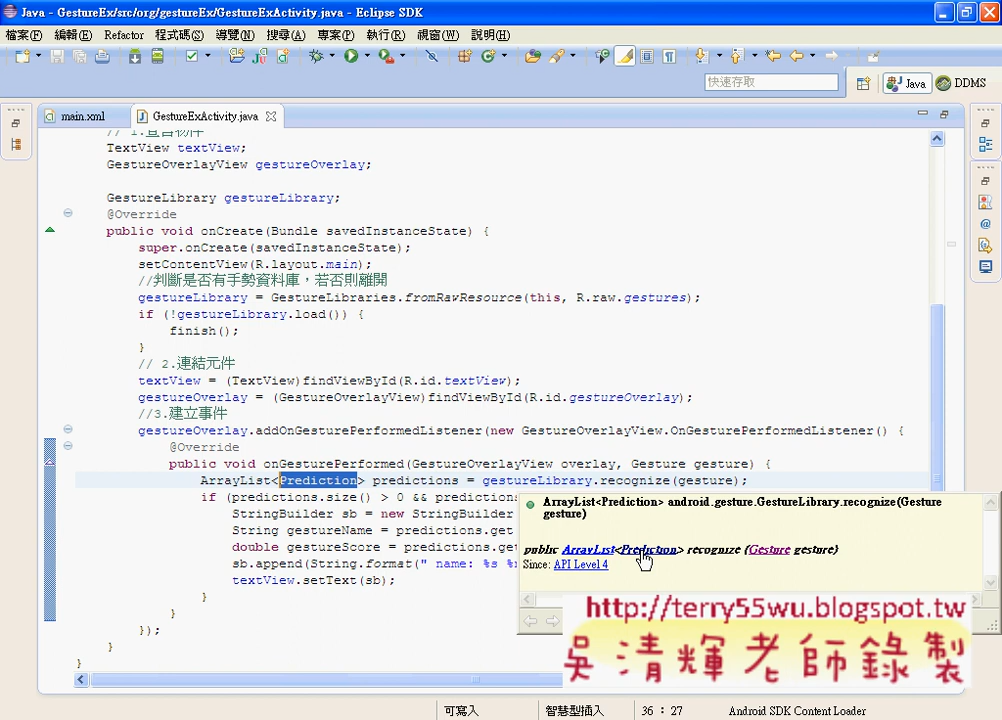 Java - GestureEx/src/org/gestureEx/GestureExActivity.java - Eclipse SDK
檔案(F) 編輯(E) Refactor 程式碼(S) 導覽(N) 搜尋(A) 專案(P) 執行(R) 視窗(W) 說明(H)
快速存取
Java
DDMS
main.xml
GestureExActivity.java
// 1.宣告物件
TextView textView;
GestureOverlayView gestureOverlay;
GestureLibrary gestureLibrary;
@Override
public void onCreate(Bundle savedInstanceState) {
super.onCreate(savedInstanceState);
setContentView(R.layout.main);
//判斷是否有手勢資料庫，若否則離開
gestureLibrary = GestureLibraries.fromRawResource(this, R.raw.gestures);
if (!gestureLibrary.load()) {
finish();
}
// 2.連結元件
textView = (TextView)findViewById(R.id.textView);
gestureOverlay = (GestureOverlayView)findViewById(R.id.gestureOverlay);
//3.建立事件
gestureOverlay.addOnGesturePerformedListener(new GestureOverlayView.OnGesturePerformedListener() {
@Override
public void onGesturePerformed(GestureOverlayView overlay, Gesture gesture) {
ArrayList<Prediction> predictions = gestureLibrary.recognize(gesture);
if (predictions.size() > 0 && prediction
StringBuilder sb = new StringBuilder
String gestureName = predictions.get
double gestureScore = predictions.get
sb.append(String.format(" name: %s %
textView.setText(sb);
}
}
});
}
}
ArrayList<Prediction> android.gesture.GestureLibrary.recognize(Gesture
gesture)
public ArrayList<Prediction> recognize (Gesture gesture)
Since: API Level 4
http://terry55wu.blogspot.tw
吳清輝老師錄製
可寫入
智慧型插入
36 : 27
Android SDK Content Loader